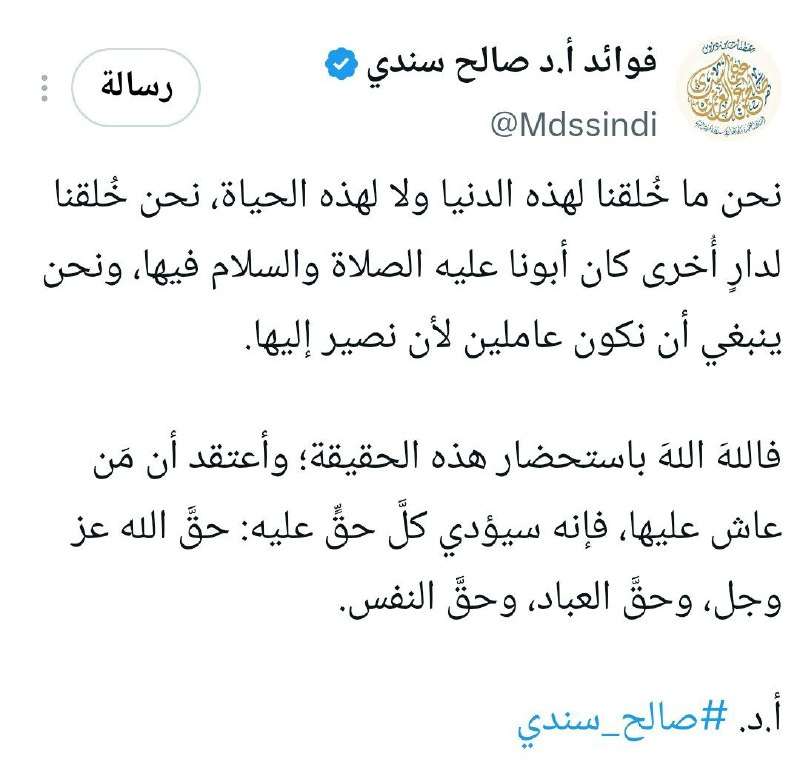 فوائد أ.د صالح سندي
رسالة
@Mdssindi
نحن ما خُلقنا لهذه الدنيا ولا لهذه الحياة، نحن خُلقنا
لدارٍ أُخرى كان أبونا عليه الصلاة والسلام فيها، ونحن
ينبغي أن نكون عاملين لأن نصير إليها.
فاللهَ اللهَ باستحضار هذه الحقيقة؛ وأعتقد أن مَن
عاش عليها، فإنه سيؤدي كلَّ حقٍّ عليه: حقَّ الله عز
وجل، وحقَّ العباد، وحقَّ النفس.
أ.د. #صالح_سندي